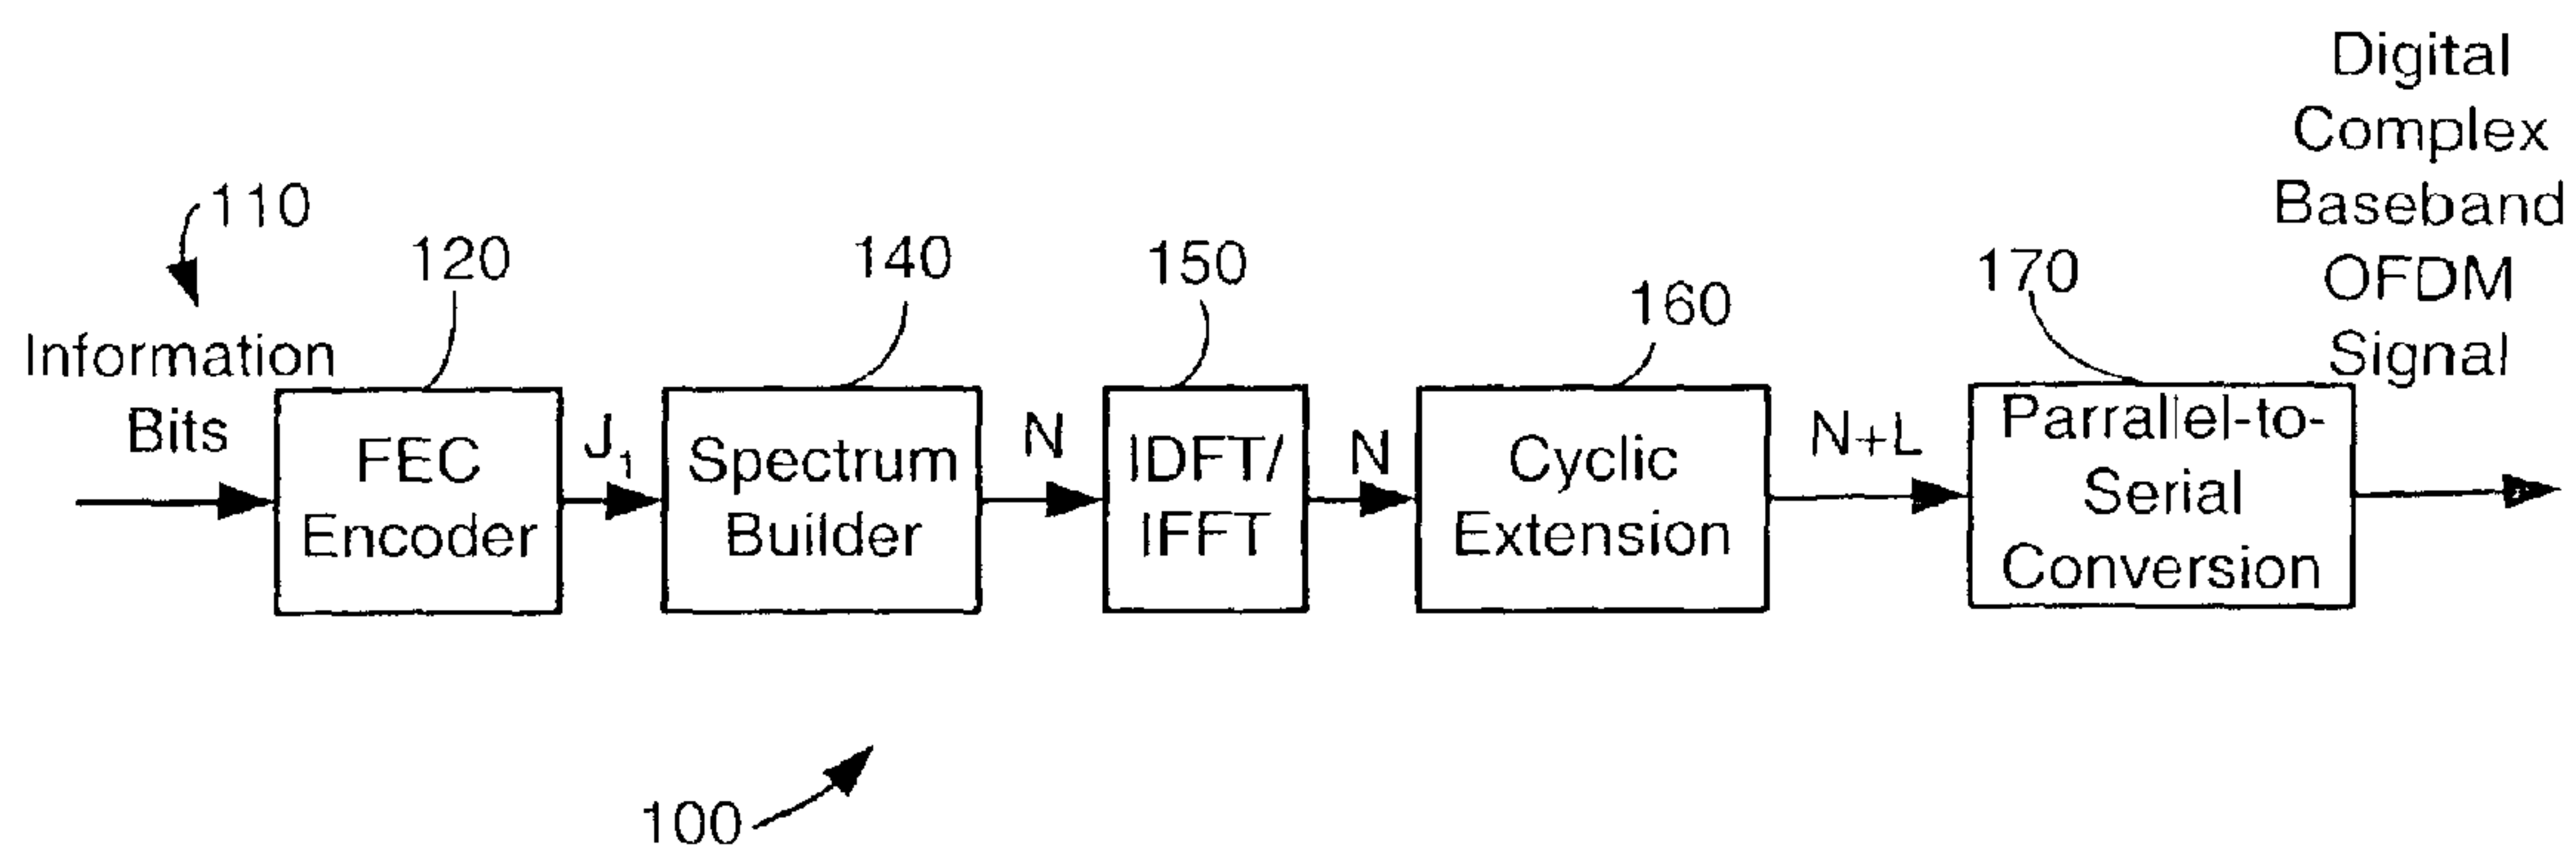 Digital
Complex
Baseband
OFDM
Signal
110
120
140
150
160
170
Information
Bits
FEC
Encoder
J₁
Spectrum
Builder
N
IDFT/
IFFT
N
Cyclic
Extension
N+L
Parrallel-to-
Serial
Conversion
100